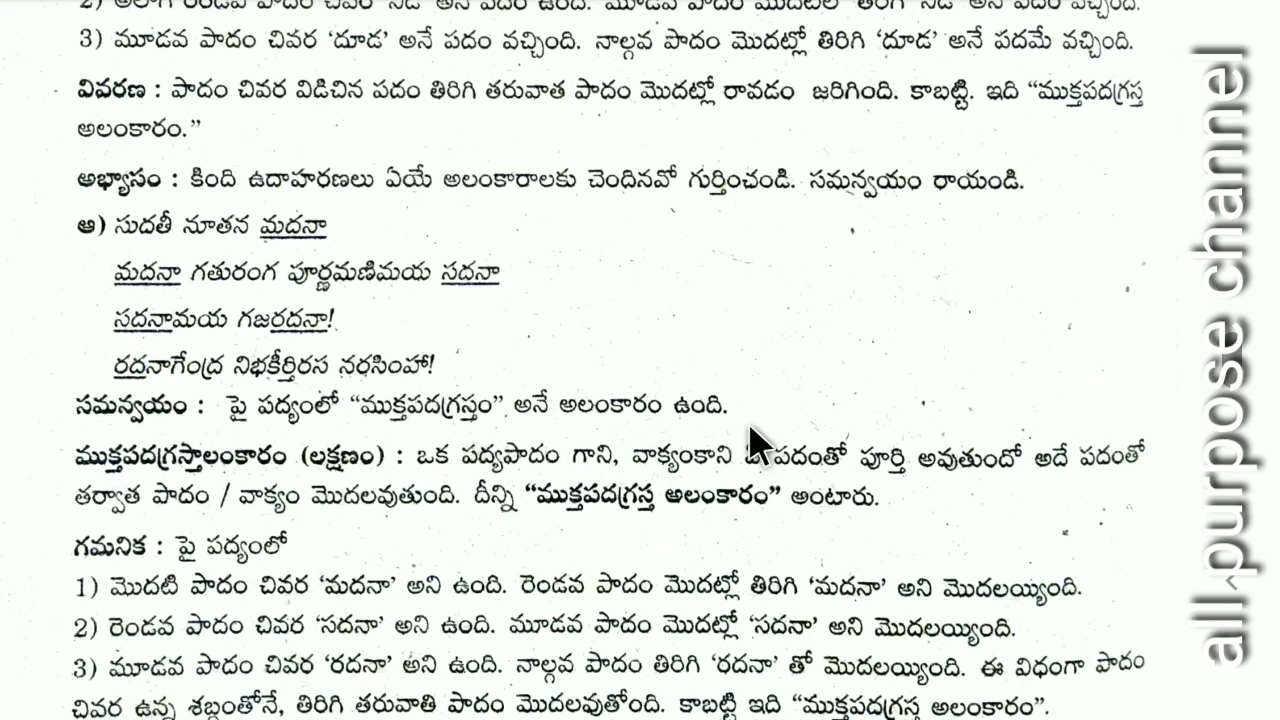 3) మూడవ పాదం చివర ‘దూడ’ అనే పదం వచ్చింది. నాల్గవ పాదం మొదట్లో తిరిగి ‘దూడ’ అనే పదమే వచ్చింది.
వివరణ : పాదం చివర విడిచిన పదం తిరిగి తరువాత పాదం మొదట్లో రావడం జరిగింది. కాబట్టి. ఇది “ముక్తపదగ్రస్త
అలంకారం.”
అభ్యాసం : కింది ఉదాహరణలు ఏయే అలంకారాలకు చెందినవో గుర్తించండి. సమన్వయం రాయండి.
ఆ) సుదతీ నూతన మదనా
మదనా గతురంగ పూర్ణమణిమయ సదనా
సదనామయ గజరదనా!
రదనాగేంద్ర నిభకీర్తిరస నరసింహా!
సమన్వయం : పై పద్యంలో “ముక్తపదగ్రస్తం” అనే అలంకారం ఉంది.
ముక్తపదగ్రస్తాలంకారం (లక్షణం) : ఒక పద్యపాదం గాని, వాక్యంకాని పదంతో పూర్తి అవుతుందో అదే పదంతో
తర్వాత పాదం / వాక్యం మొదలవుతుంది. దీన్ని “ముక్తపదగ్రస్త అలంకారం” అంటారు.
గమనిక : పై పద్యంలో
1) మొదటి పాదం చివర ‘మదనా’ అని ఉంది. రెండవ పాదం మొదట్లో తిరిగి ‘మదనా’ అని మొదలయ్యింది.
2) రెండవ పాదం చివర ‘సదనా’ అని ఉంది. మూడవ పాదం మొదట్లో ‘సదనా’ అని మొదలయ్యింది.
3) మూడవ పాదం చివర ‘రదనా’ అని ఉంది. నాల్గవ పాదం తిరిగి ‘రదనా’ తో మొదలయ్యింది. ఈ విధంగా పాదం
చివర ఉన్న శబ్దంతోనే, తిరిగి తరువాతి పాదం మొదలవుతోంది. కాబట్టి ఇది “ముక్తపదగ్రస్త అలంకారం”.
all purpose channel